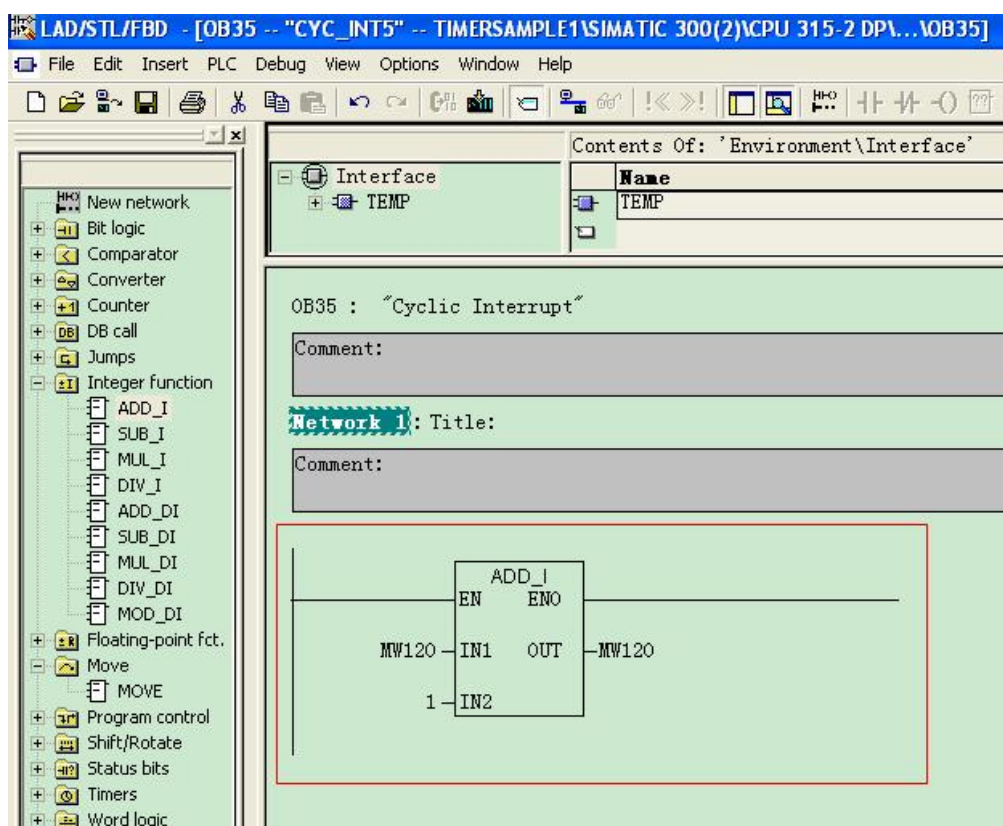 LAD/STL/FBD - [OB35 -- "CYC_INT5" -- TIMERSAMPLE1\SIMATIC 300(2)\CPU 315-2 DP\...\OB35]
File Edit Insert PLC Debug View Options Window Help
Contents Of: 'Environment\Interface'
Interface
TEMP
Name
TEMP
New network
Bit logic
Comparator
Converter
Counter
DB call
Jumps
Integer function
ADD_I
SUB_I
MUL_I
DIV_I
ADD_DI
SUB_DI
MUL_DI
DIV_DI
MOD_DI
Floating-point fct.
Move
MOVE
Program control
Shift/Rotate
Status bits
Timers
Word logic
OB35 : "Cyclic Interrupt"
Comment:
Network 1: Title:
Comment:
ADD_I
EN ENO
MW120 IN1 OUT MW120
1 IN2